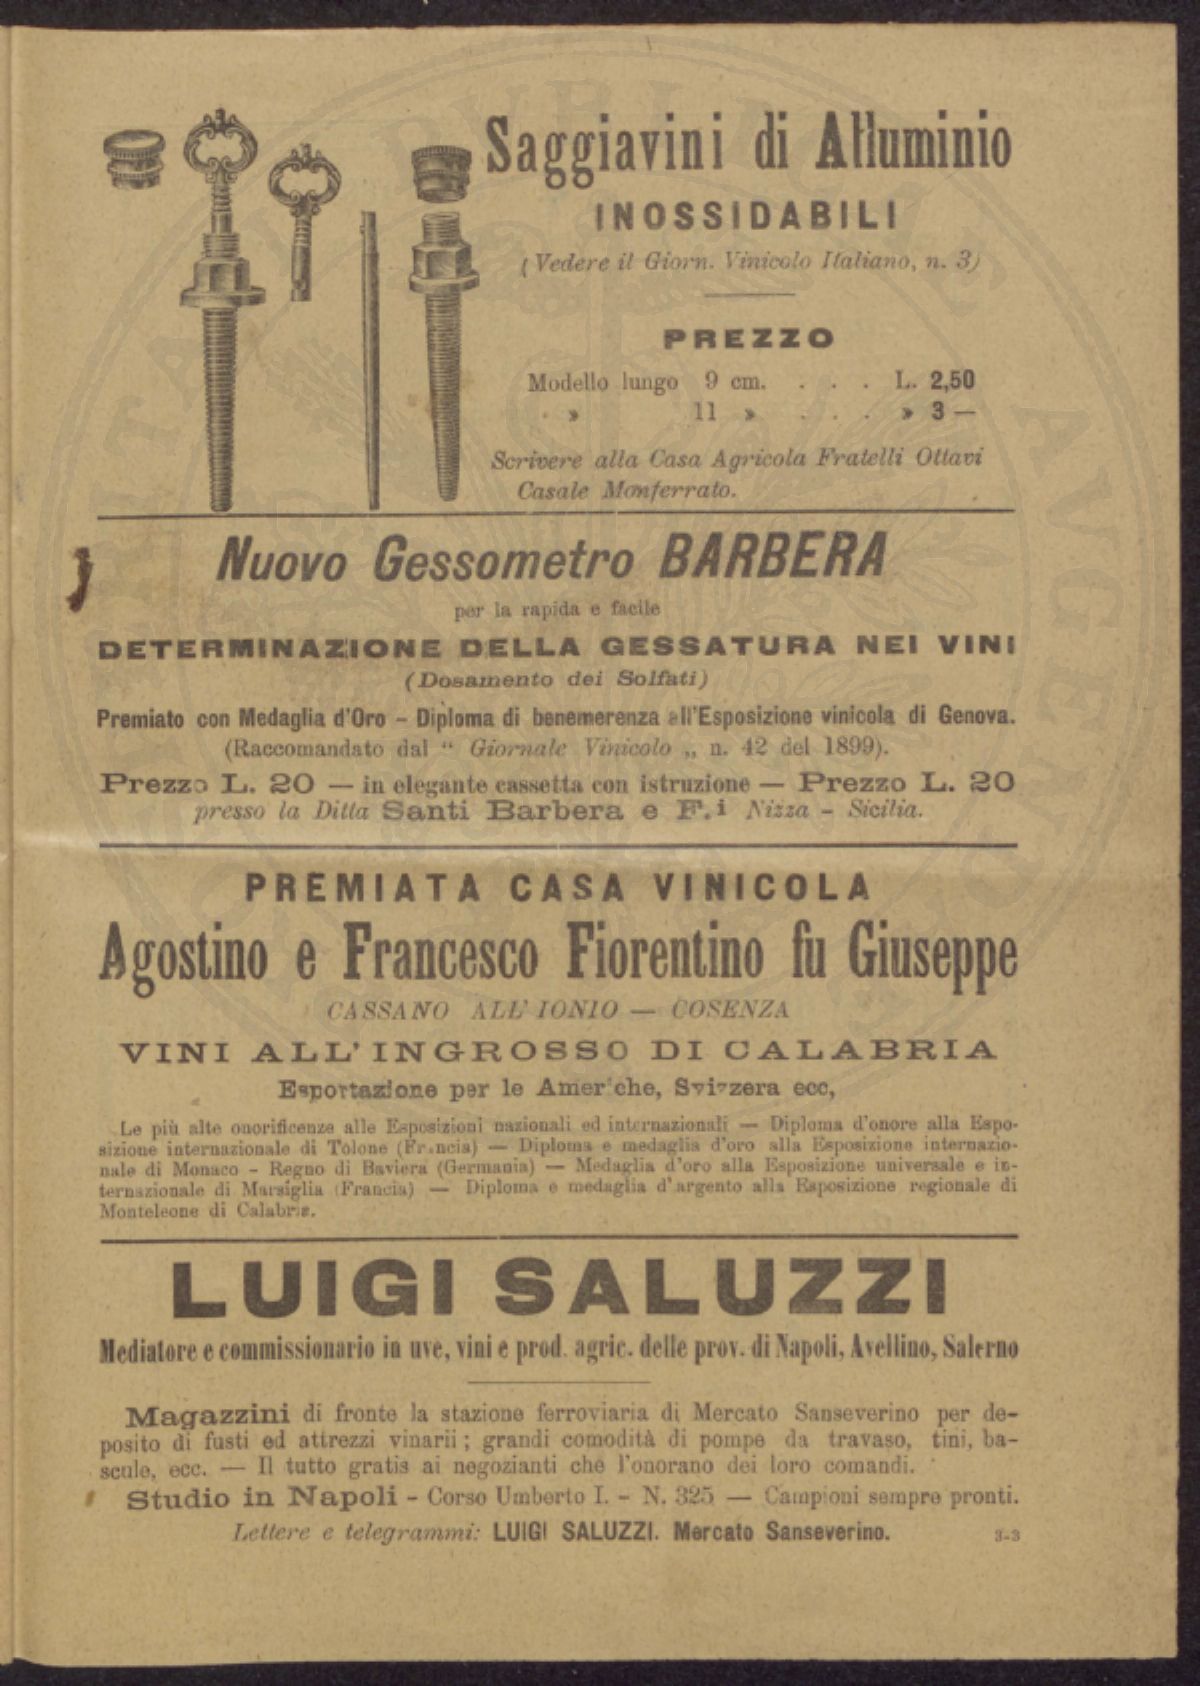 Saggiavini di Alluminio
INOSSIDABILI
(Vedere il Giorn. Vinicolo Italiano, n. 3)
PREZZO
Modello lungo 9 cm. . . . L. 2,50
» 11 » . . . » 3 —
Scrivere alla Casa Agricola Fratelli Ottavi
Casale Monferrato.
Nuovo Gessometro BARBERA
per la rapida e facile
DETERMINAZIONE DELLA GESSATURA NEI VINI
(Dosamento dei Solfati)
Premiato con Medaglia d'Oro - Diploma di benemerenza all'Esposizione vinicola di Genova.
(Raccomandato dal " Giornale Vinicolo „ n. 42 del 1899).
Prezzo L. 20 — in elegante cassetta con istruzione — Prezzo L. 20
presso la Ditta Santi Barbera e F.i Nizza - Sicilia.
PREMIATA CASA VINICOLA
Agostino e Francesco Fiorentino fu Giuseppe
CASSANO ALL'IONIO — COSENZA
VINI ALL'INGROSSO DI CALABRIA
Esportazione per le Americhe, Svizzera ecc,
Le più alte onorificenze alle Esposizioni nazionali ed internazionali — Diploma d'onore alla Espo-
sizione internazionale di Tolone (Francia) — Diploma e medaglia d'oro alla Esposizione internazio-
nale di Monaco - Regno di Baviera (Germania) — Medaglia d'oro alla Esposizione universale e in-
ternazionale di Marsiglia (Francia) — Diploma e medaglia d'argento alla Esposizione regionale di
Monteleone di Calabria.
LUIGI SALUZZI
Mediatore e commissionario in uve, vini e prod. agric. delle prov. di Napoli, Avellino, Salerno
Magazzini di fronte la stazione ferroviaria di Mercato Sanseverino per de-
posito di fusti ed attrezzi vinarii; grandi comodità di pompe da travaso, tini, ba-
scule, ecc. — Il tutto gratis ai negozianti che l'onorano dei loro comandi.
Studio in Napoli - Corso Umberto I. - N. 325 — Campioni sempre pronti.
Lettere e telegrammi: LUIGI SALUZZI. Mercato Sanseverino. 3-3